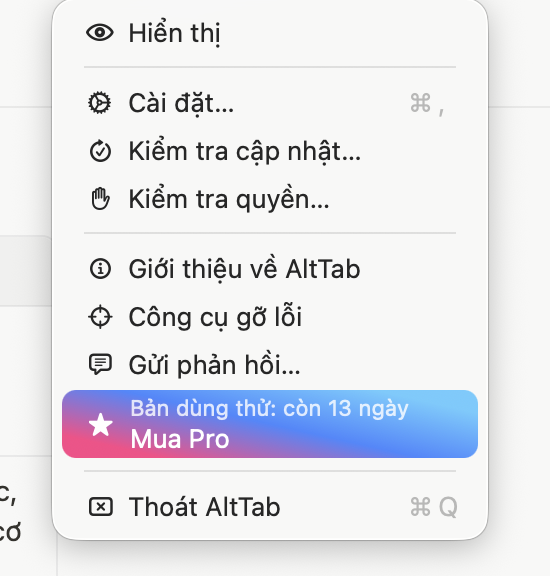 Hiển thị
Cài đặt... ⌘ ,
Kiểm tra cập nhật...
Kiểm tra quyền...
Giới thiệu về AltTab
Công cụ gỡ lỗi
Gửi phản hồi...
Bản dùng thử: còn 13 ngày
Mua Pro
c,
Thoát AltTab ⌘ Q
cơ